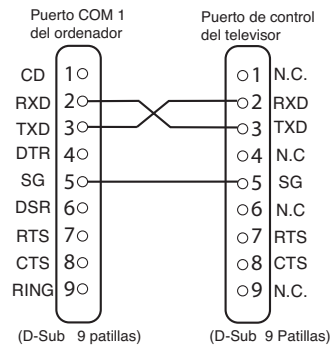 Puerto COM 1
del ordenador
Puerto de control
del televisor
CD 1 1 N.C.
RXD 2 2 RXD
TXD 3 3 TXD
DTR 4 4 N.C
SG 5 5 SG
DSR 6 6 N.C
RTS 7 7 RTS
CTS 8 8 CTS
RING 9 9 N.C.
(D-Sub 9 patillas)
(D-Sub 9 Patillas)